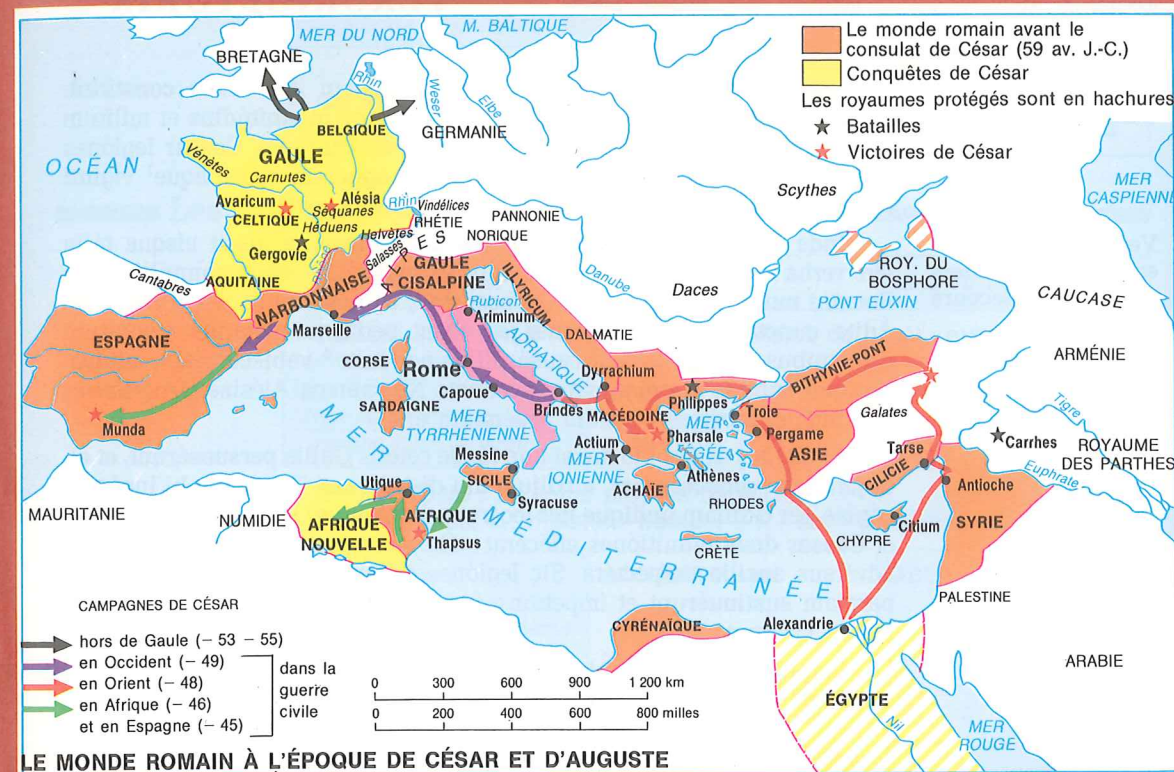 MER DU NORD
M. BALTIQUE
BRETAGNE
Rhin
Weser
Elbe
BELGIQUE
GERMANIE
OCÉAN
GAULE
Vénètes
Carnutes
Avaricum
Alésia
CELTIQUE
Séquanes
Héduens
Helvètes
Rhin
Vindélices
RHÉTIE
Gergovie
Salasses
ALPES
NORIQUE
PANNONIE
Scythes
MER
CASPIENNE
Cantabres
AQUITAINE
NARBONNAISE
GAULE
CISALPINE
ILLYRICUM
Danube
Daces
ROY. DU
BOSPHORE
PONT EUXIN
CAUCASE
ESPAGNE
Marseille
Rubicon
Ariminum
DALMATIE
ARMÉNIE
CORSE
Rome
ADRIATIQUE
Dyrrachium
BITHYNIE-PONT
SARDAÎGNE
Capoue
Brindes
MACÉDOINE
Philippes
Troie
Galates
Tigre
Munda
MER
TYRRHÉNIENNE
Actium
Pharsale
MER
ÉGÉE
Pergame
ASIE
Tarse
Carrhes
ROYAUME
DES PARTHES
Messine
MER
IONIENNE
Athènes
CILICIE
Euphrate
Utique
SICILE
Syracuse
ACHAÏE
RHODES
Antioche
MAURITANIE
NUMIDIE
AFRIQUE
NOUVELLE
AFRIQUE
Thapsus
Citium
CHYPRE
SYRIE
CRÈTE
MER MÉDITERRANÉE
PALESTINE
CYRÉNAÏQUE
Alexandrie
ARABIE
ÉGYPTE
Nil
MER
ROUGE
Le monde romain avant le
consulat de César (59 av. J.-C.)
Conquêtes de César
Les royaumes protégés sont en hachures
Batailles
Victoires de César
CAMPAGNES DE CÉSAR
hors de Gaule (– 53 – 55)
en Occident (– 49)
en Orient (– 48)
en Afrique (– 46)
et en Espagne (– 45)
dans la
guerre
civile
0 300 600 900 1 200 km
0 200 400 600 800 milles
LE MONDE ROMAIN À L'ÉPOQUE DE CÉSAR ET D'AUGUSTE